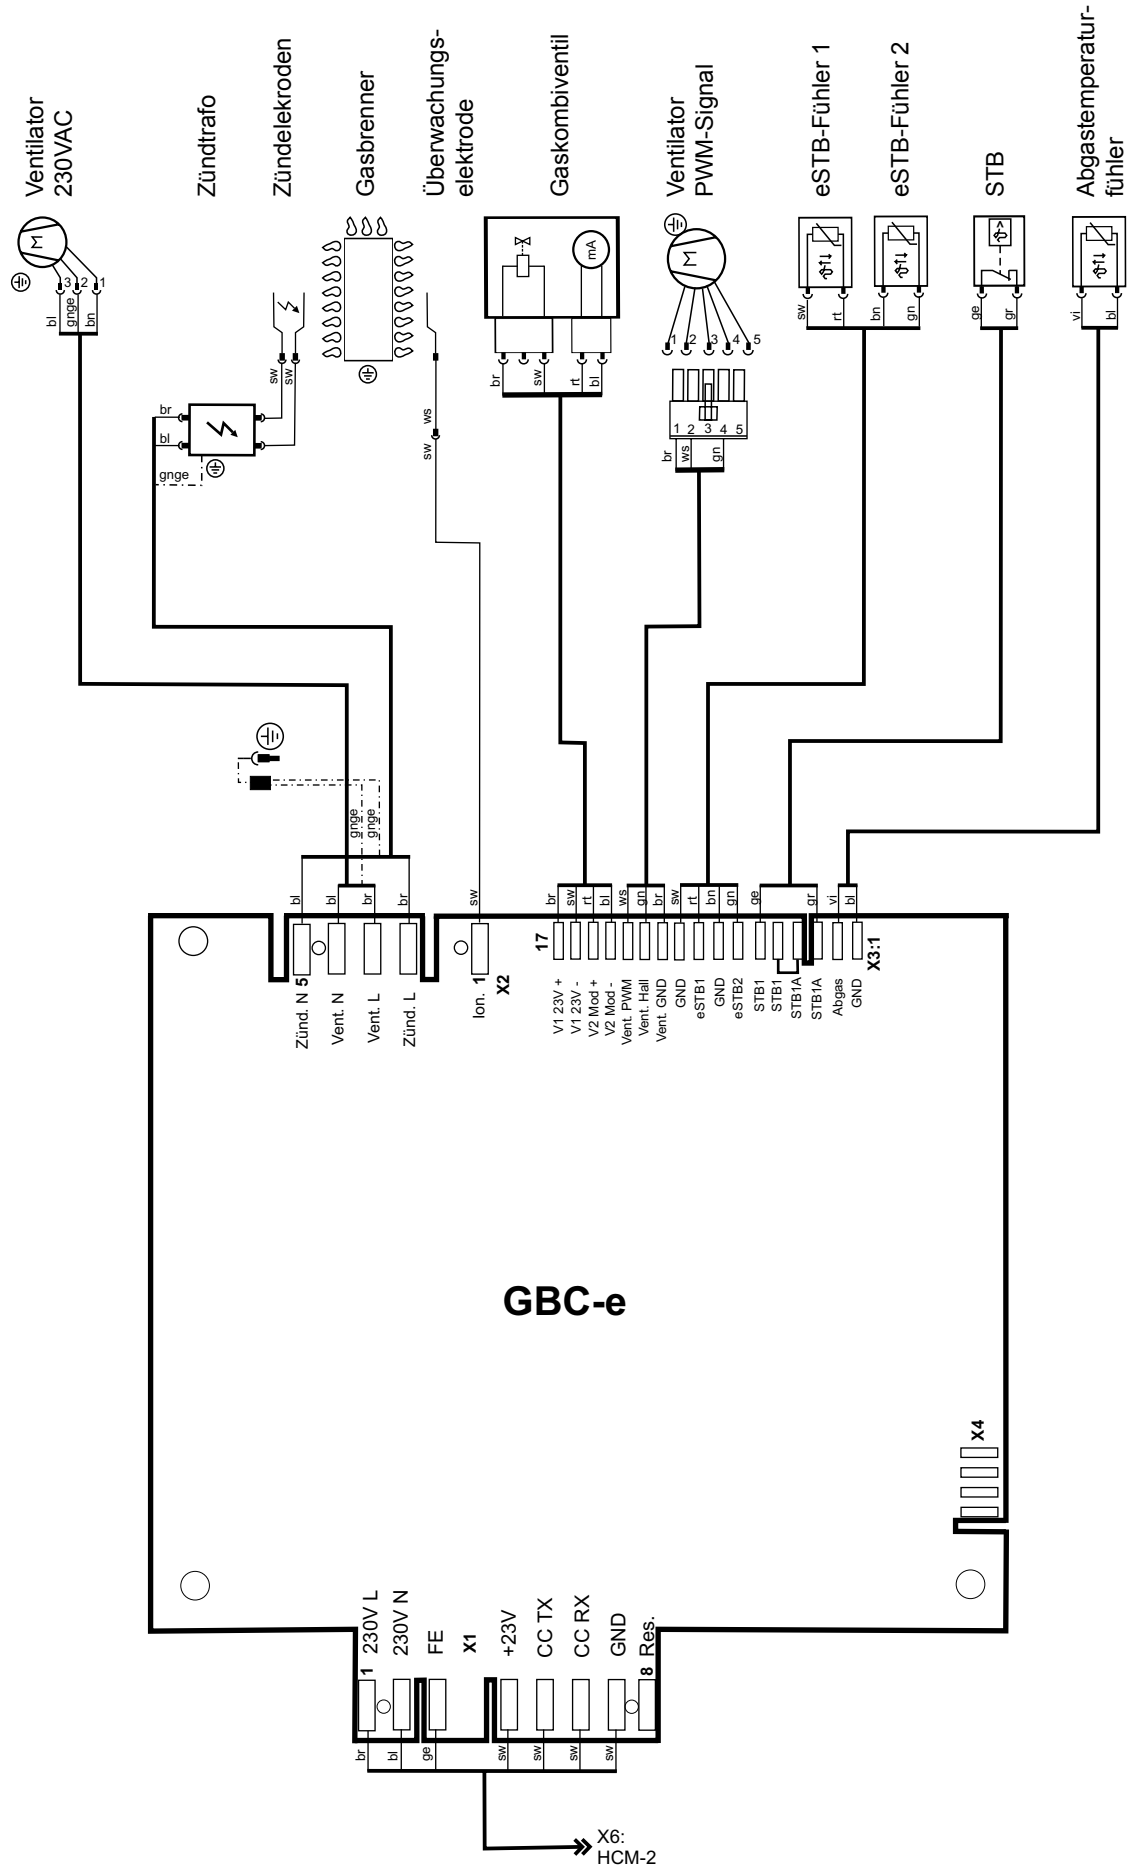 Ventilator
230VAC
Zündtrafo
Zündelekroden
Gasbrenner
Überwachungs-
elektrode
Gaskombiventil
Ventilator
PWM-Signal
eSTB-Fühler 1
eSTB-Fühler 2
STB
Abgastemperatur-
fühler
M
3
2
1
bl
gnge
bn
br
bl
gnge
sw
sw
ws
sw
mA
br
sw
rt
bl
M
1
2
3
4
5
1 2 3 4 5
br
ws
gn
ϑ
sw
rt
ϑ
bn
gn
ϑ>
ge
gr
ϑ
vi
bl
gnge
gnge
bl
bl
br
br
sw
br
sw
rt
bl
ws
gn
br
sw
rt
bn
gn
ge
gr
vi
bl
Zünd. N 5
Vent. N
Vent. L
Zünd. L
Ion. 1
X2
17
V1 23V +
V1 23V -
V2 Mod +
V2 Mod -
Vent. PWM
Vent. Hall
Vent. GND
GND
eSTB1
GND
eSTB2
STB1
STB1
STB1A
STB1A
Abgas
GND
X3:1
GBC-e
X4
1 230V L
230V N
FE
X1
+23V
CC TX
CC RX
GND
8 Res.
br
bl
ge
sw
sw
sw
sw
X6:
HCM-2